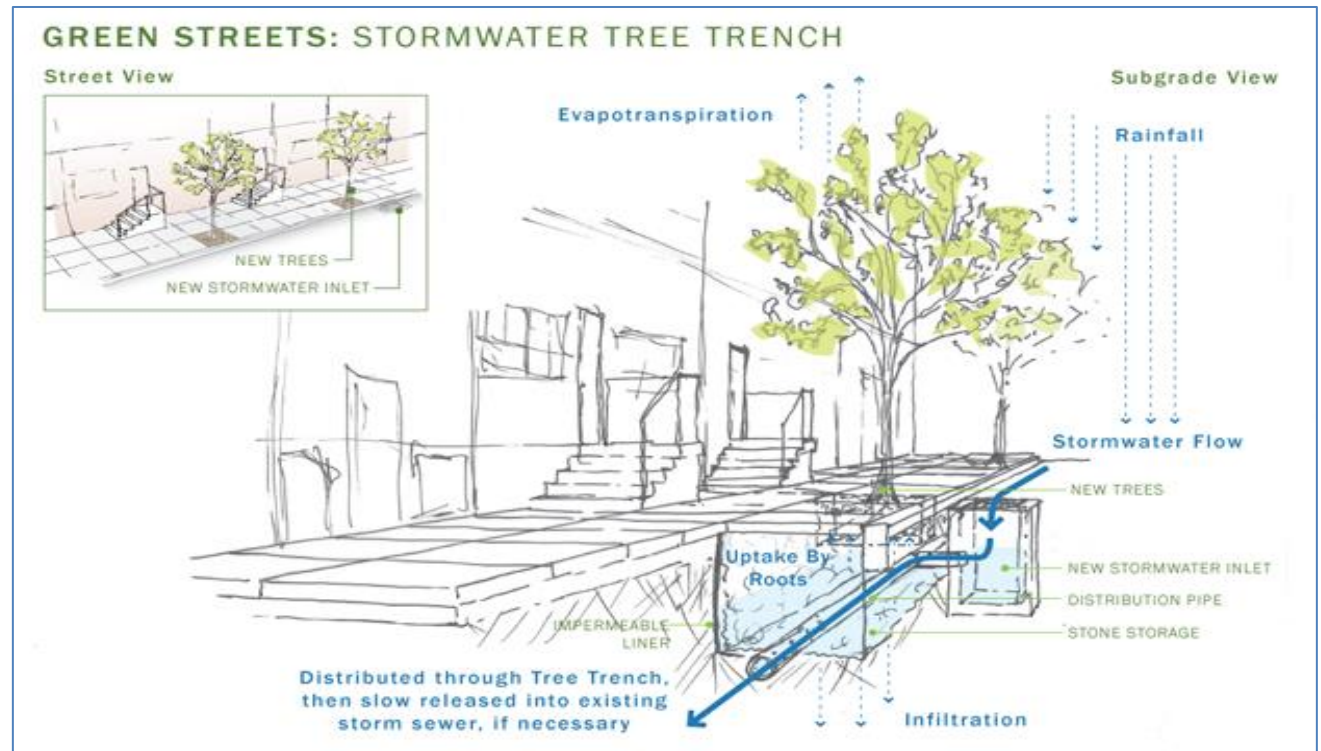 GREEN STREETS: STORMWATER TREE TRENCH
Street View
NEW TREES
NEW STORMWATER INLET
Subgrade View
Evapotranspiration
Rainfall
Stormwater Flow
NEW TREES
Uptake By
Roots
NEW STORMWATER INLET
DISTRIBUTION PIPE
STONE STORAGE
IMPERMEABLE
LINER
Distributed through Tree Trench,
then slow released into existing
storm sewer, if necessary
Infiltration